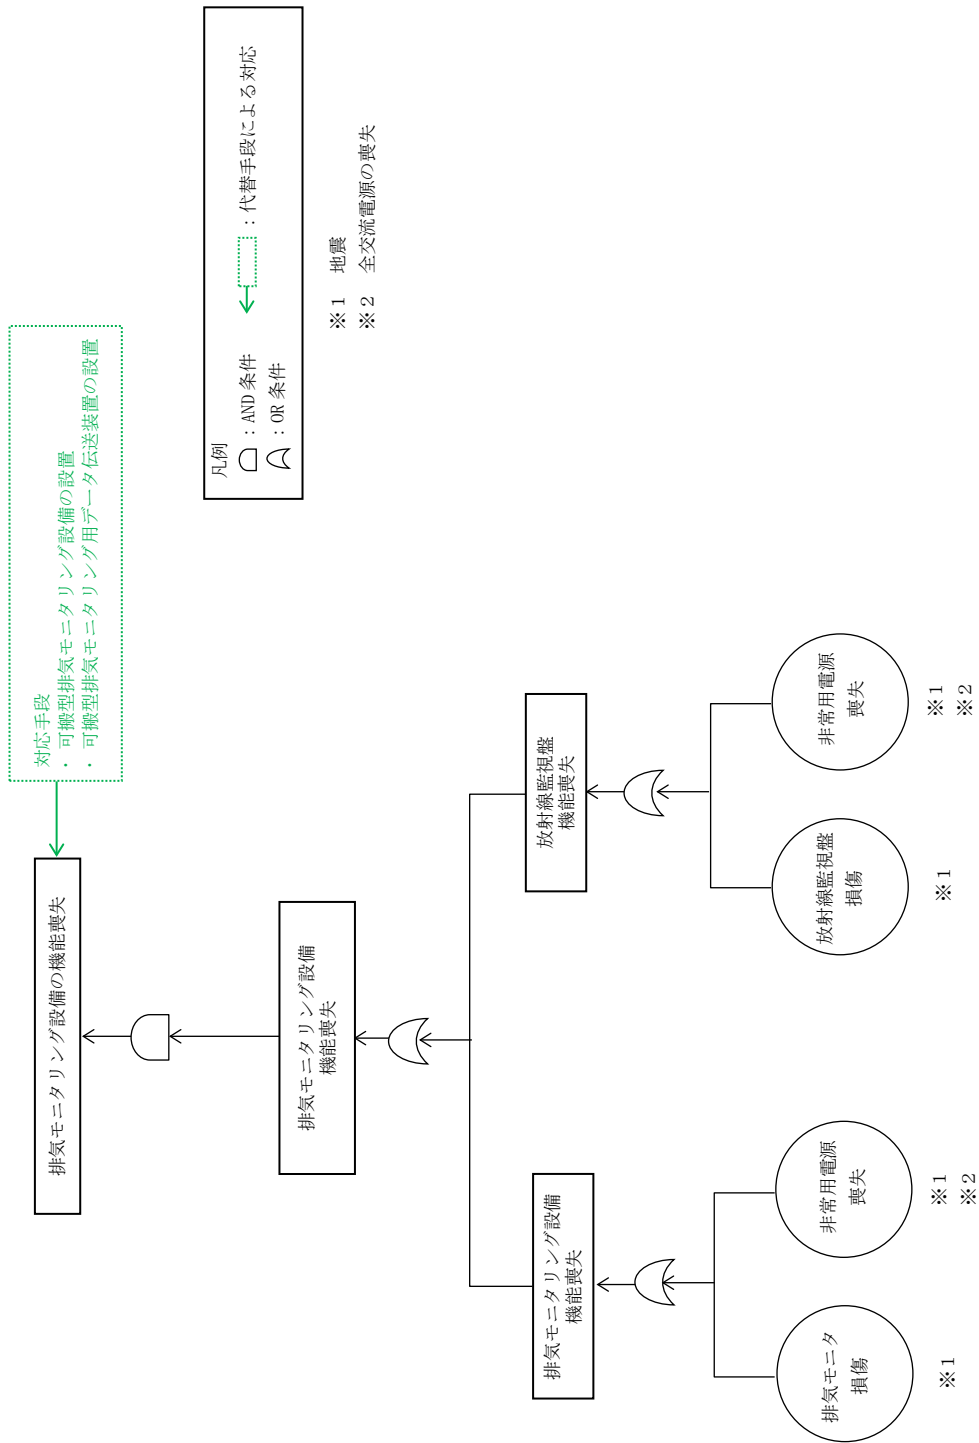 対応手段
・ 可搬型排気モニタリング設備の設置
・ 可搬型排気モニタリング用データ伝送装置の設置
排気モニタリング設備の機能喪失
凡例
：AND 条件
：OR 条件
：代替手段による対応
※1　地震
※2　全交流電源の喪失
排気モニタリング設備
機能喪失
排気モニタリング設備
機能喪失
放射線監視盤
機能喪失
排気モニタ
損傷
※1
非常用電源
喪失
※1
※2
放射線監視盤
損傷
※1
非常用電源
喪失
※1
※2